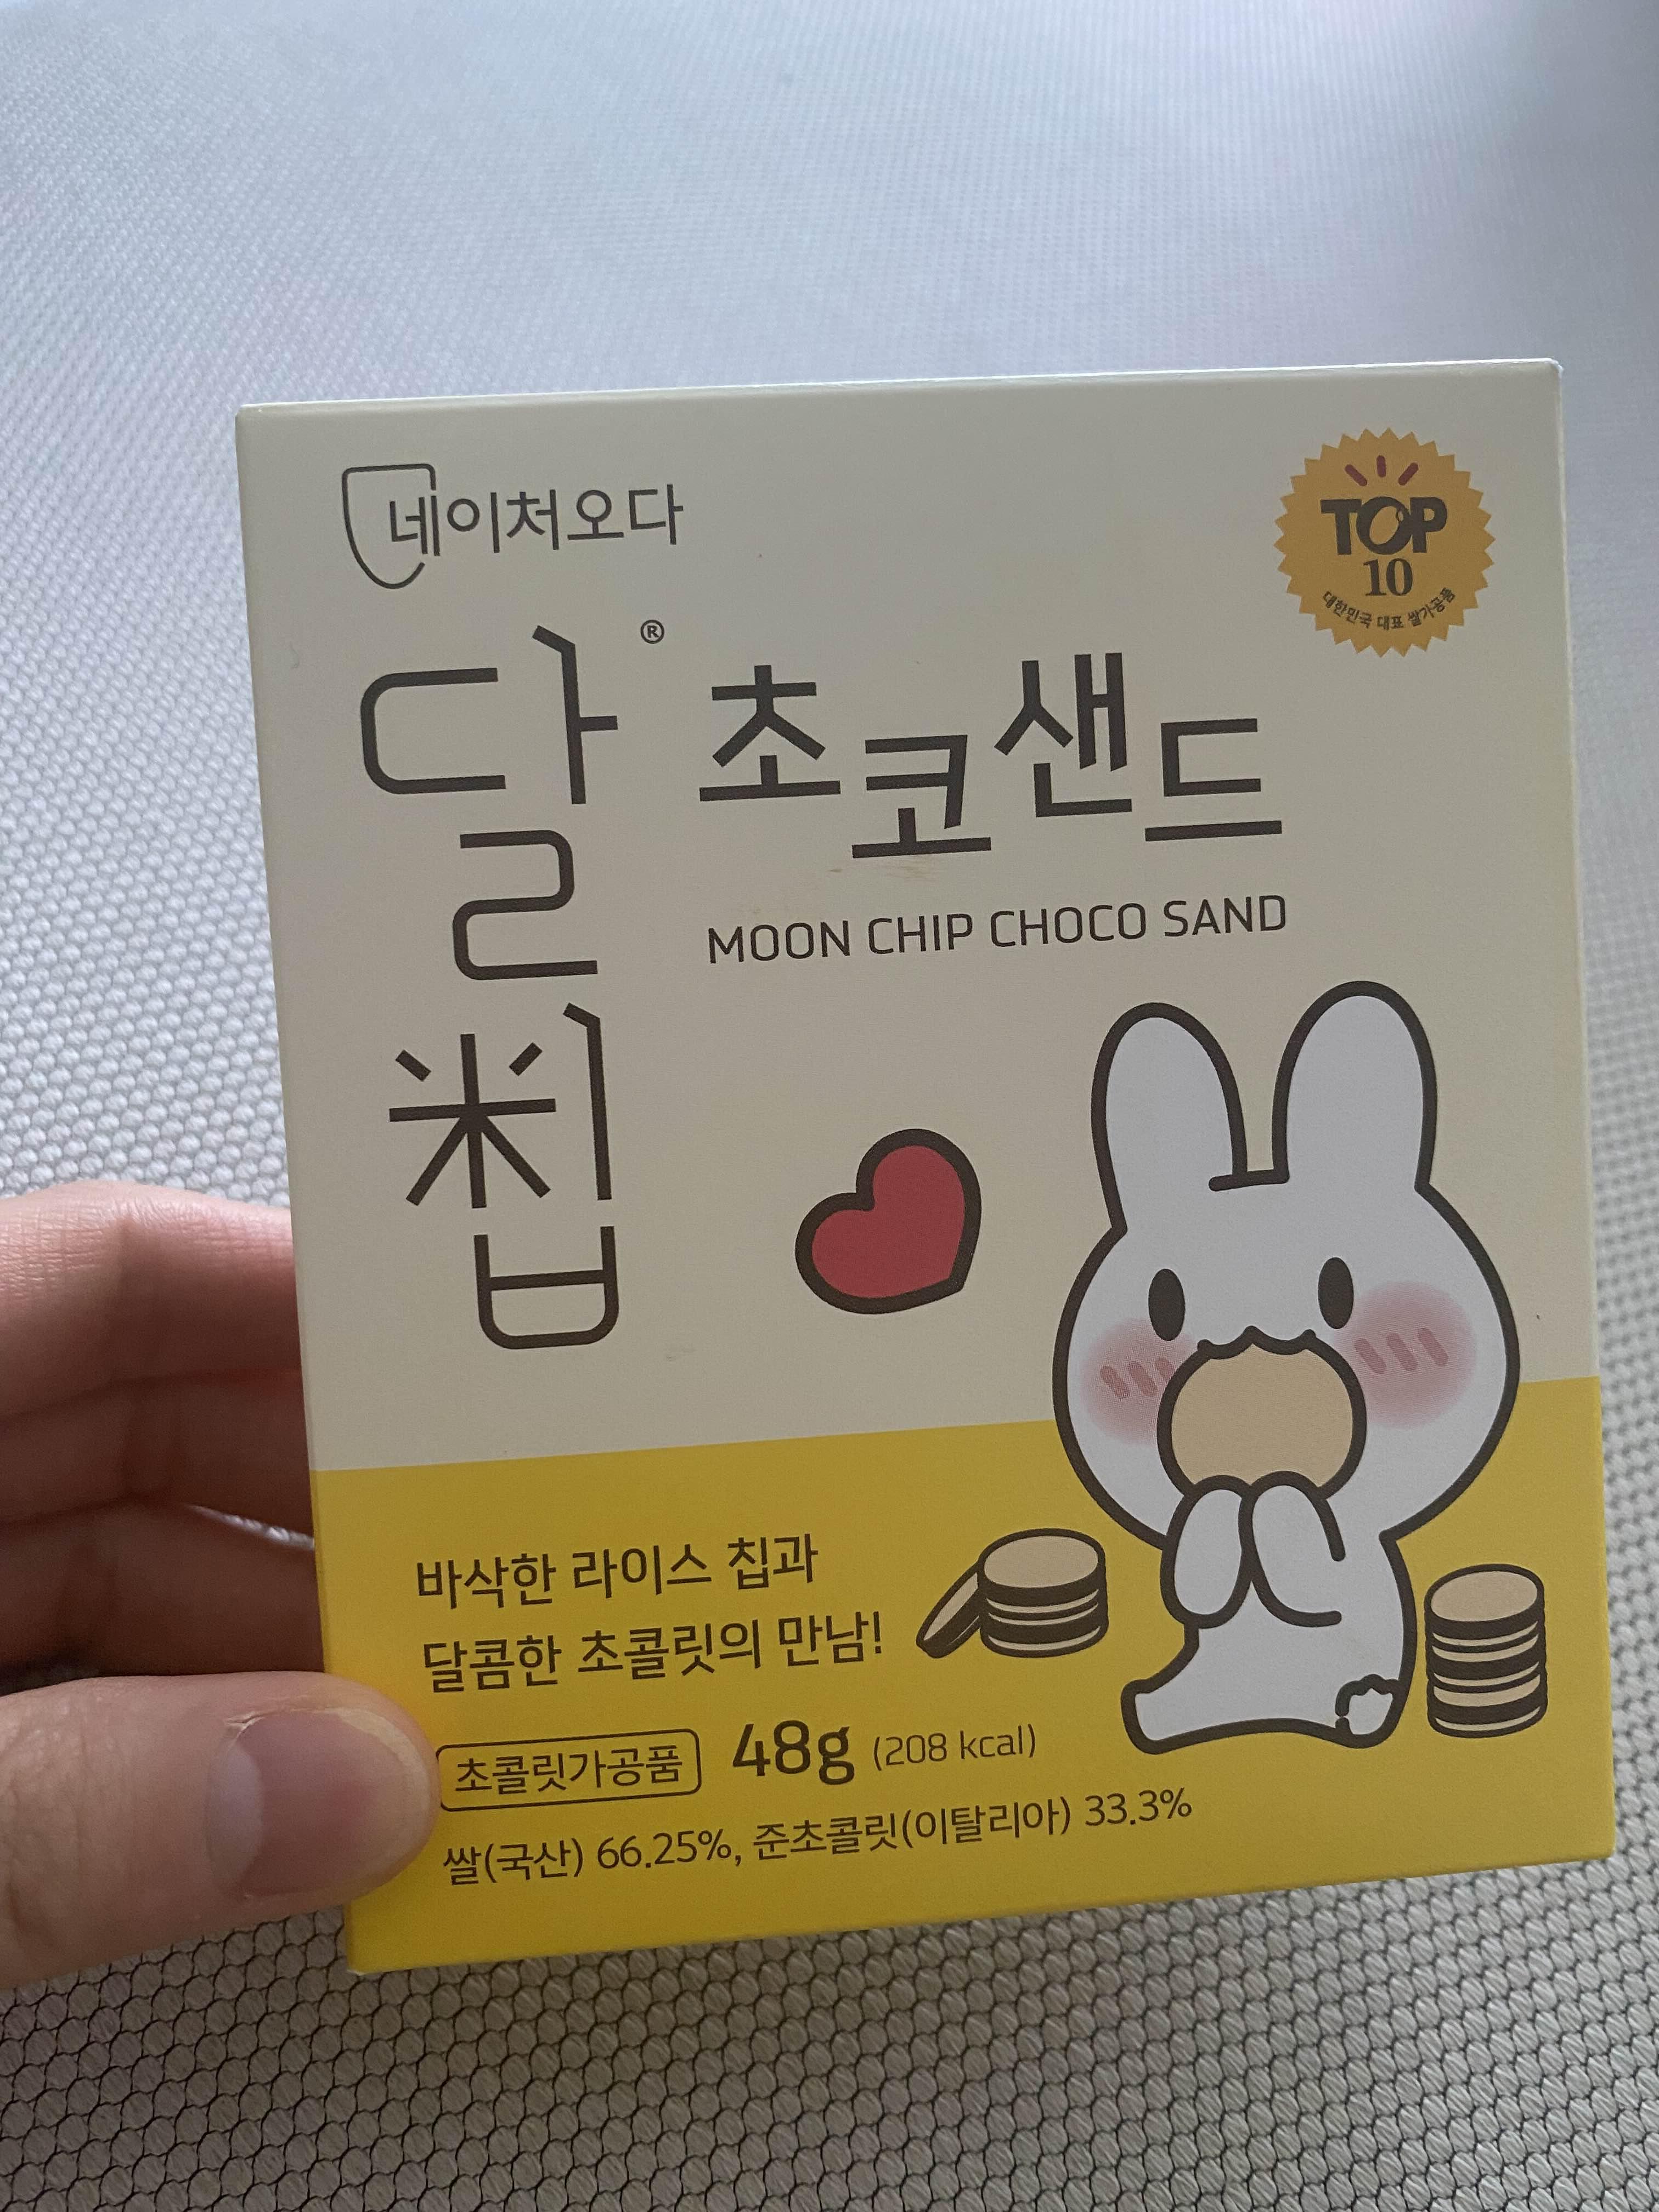 네이처오다
TOP
10
대한민국 대표 쌀가공품
달칩®
초코샌드
MOON CHIP CHOCO SAND
바삭한 라이스 칩과
달콤한 초콜릿의 만남!
초콜릿가공품 48g (208 kcal)
쌀(국산) 66.25%, 준초콜릿(이탈리아) 33.3%